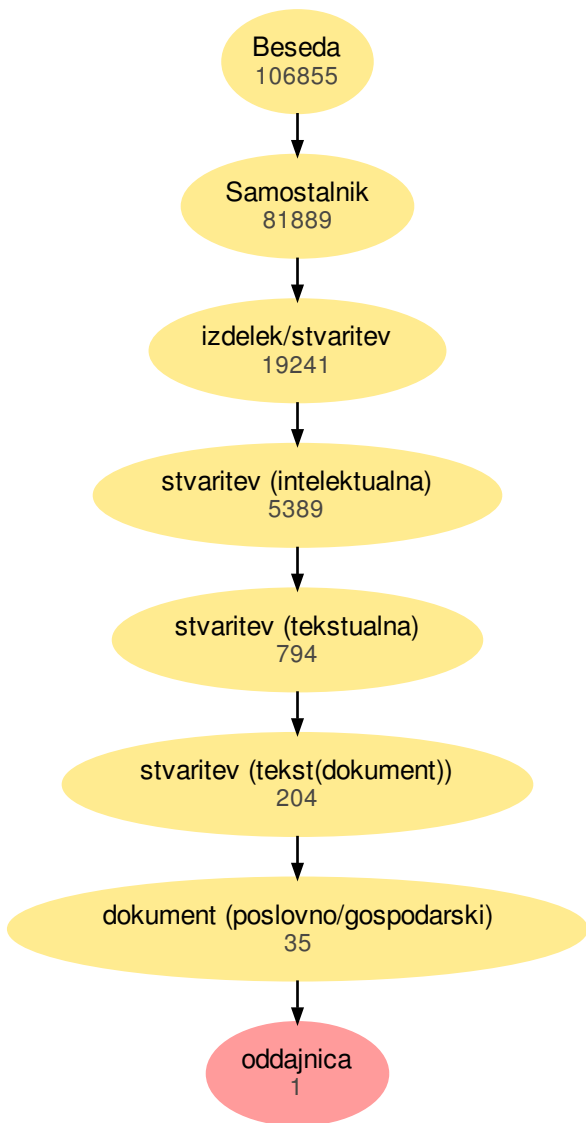 Beseda
106855
Samostalnik
81889
izdelek/stvaritev
19241
stvaritev (intelektualna)
5389
stvaritev (tekstualna)
794
stvaritev (tekst(dokument))
204
dokument (poslovno/gospodarski)
35
oddajnica
1